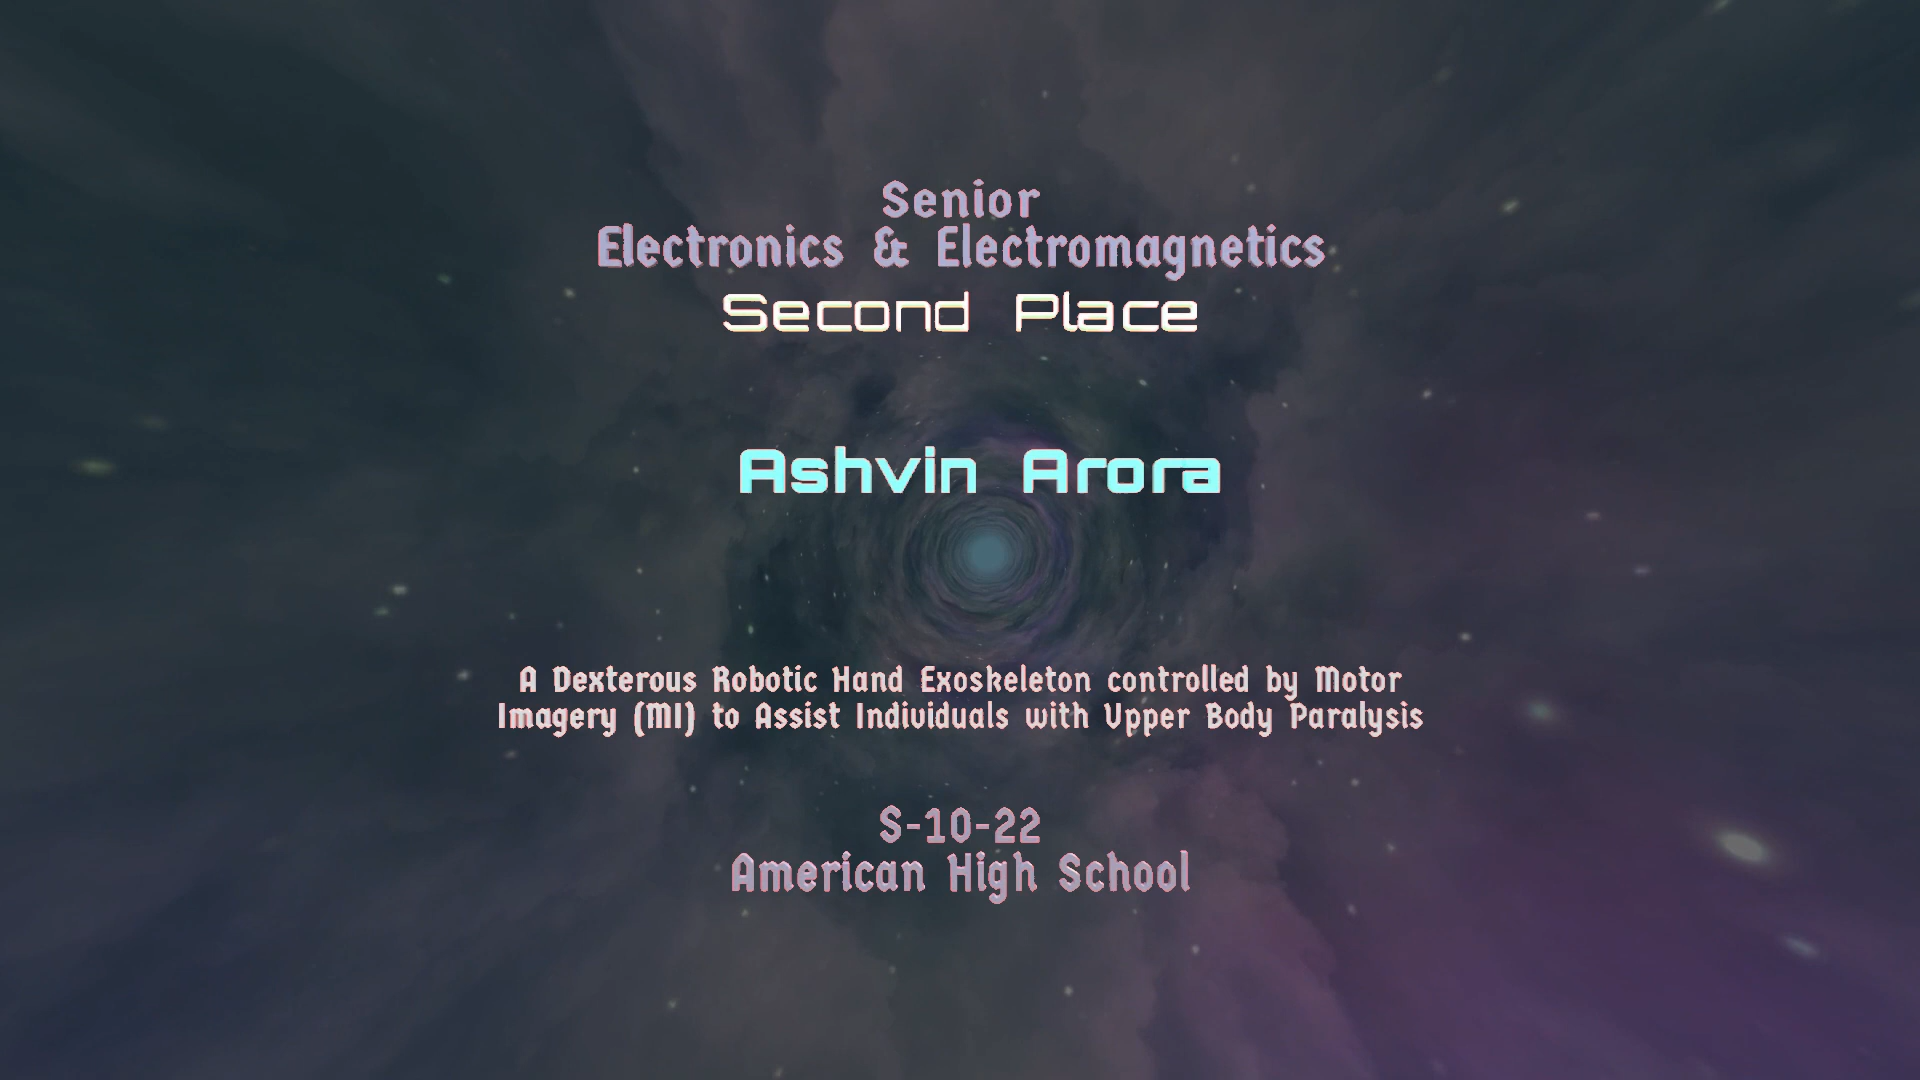 Senior
Electronics & Electromagnetics
Second Place
Ashvin Arora
A Dexterous Robotic Hand Exoskeleton controlled by Motor
Imagery (MI) to Assist Individuals with Upper Body Paralysis
S-10-22
American High School